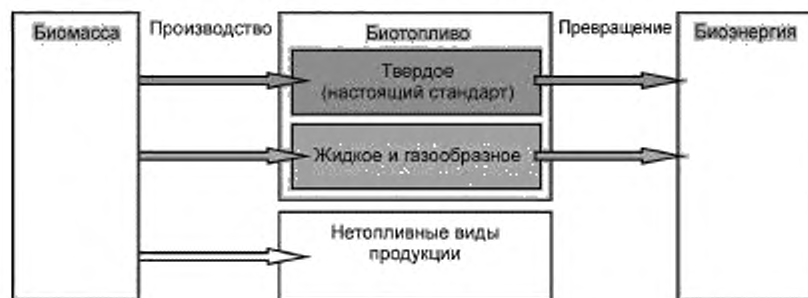 Биомасса
Производство
Биотопливо
Превращение
Биоэнергия
Твердое
(настоящий стандарт)
Жидкое и газообразное
Нетопливные виды
продукции